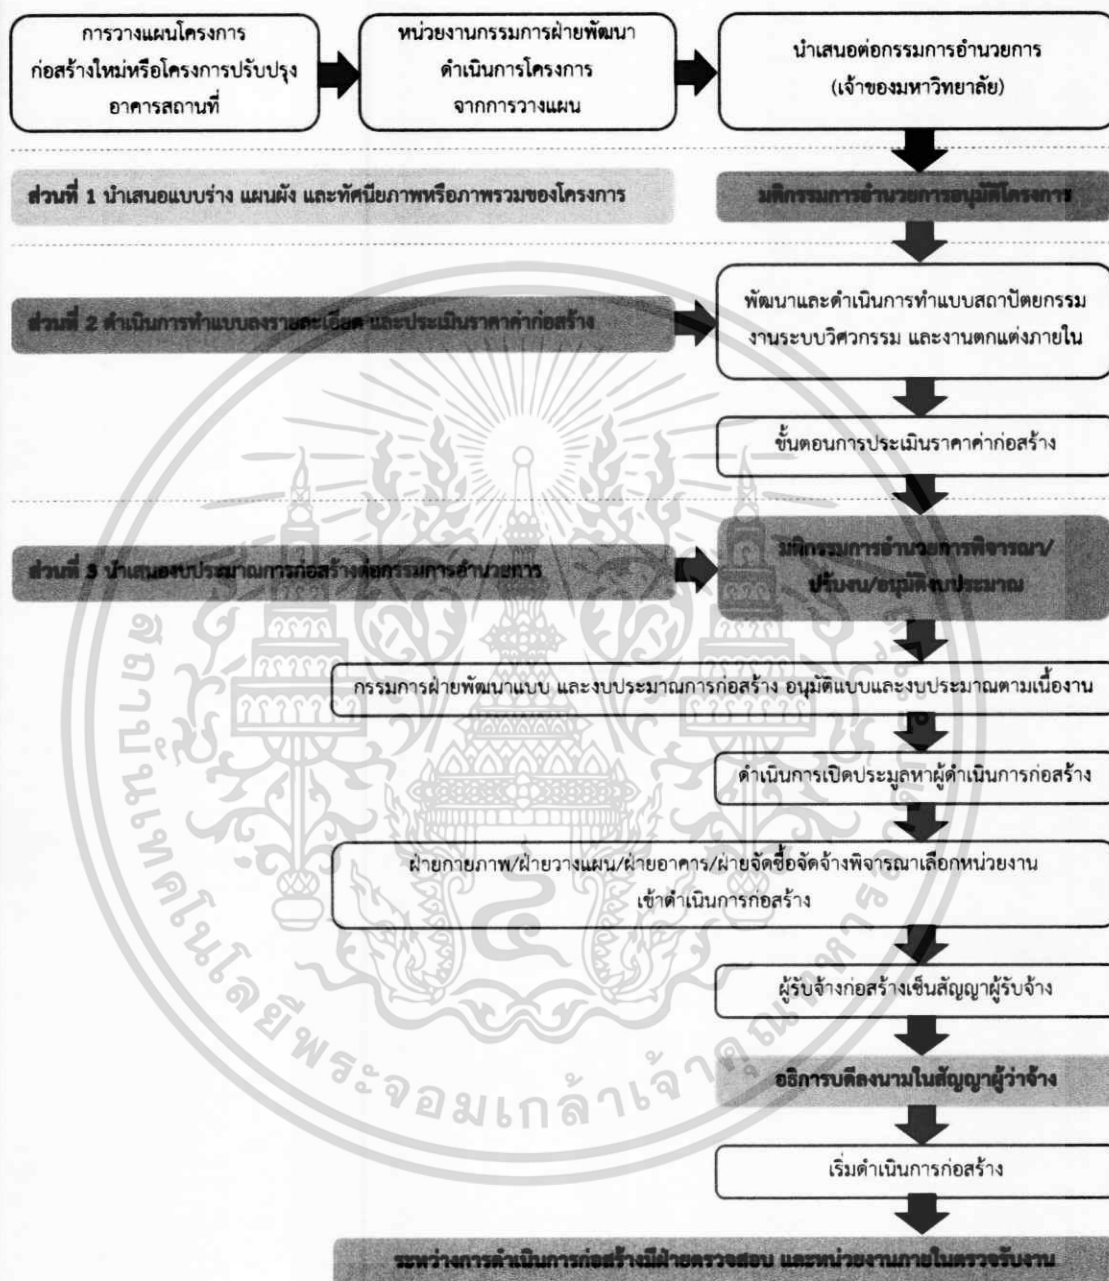 การวางแผนโครงการ
ก่อสร้างใหม่หรือโครงการปรับปรุง
อาคารสถานที่
หน่วยงานกรรมการฝ่ายพัฒนา
ดำเนินการโครงการ
จากการวางแผน
นำเสนอต่อกรรมการอำนวยการ
(เจ้าของมหาวิทยาลัย)
ส่วนที่ 1 นำเสนอแบบร่าง แผนผัง และทัศนียภาพหรือภาพรวมของโครงการ
มติกรรมการอำนวยการอนุมัติโครงการ
ส่วนที่ 2 ดำเนินการทำแบบลงรายละเอียด และประเมินราคาค่าก่อสร้าง
พัฒนาและดำเนินการทำแบบสถาปัตยกรรม
งานระบบวิศวกรรม และงานตกแต่งภายใน
ขั้นตอนการประเมินราคาค่าก่อสร้าง
ส่วนที่ 3 นำเสนองบประมาณการก่อสร้างต่อกรรมการอำนวยการ
มติกรรมการอำนวยการพิจารณา/
ปรับงบ/อนุมัติงบประมาณ
กรรมการฝ่ายพัฒนาแบบ และงบประมาณการก่อสร้าง อนุมัติแบบและงบประมาณตามเนื้องาน
ดำเนินการเปิดประมูลหาผู้ดำเนินการก่อสร้าง
ฝ่ายกายภาพ/ฝ่ายวางแผน/ฝ่ายอาคาร/ฝ่ายจัดซื้อจัดจ้างพิจารณาเลือกหน่วยงาน
เข้าดำเนินการก่อสร้าง
ผู้รับจ้างก่อสร้างเซ็นสัญญาผู้รับจ้าง
อธิการบดีลงนามในสัญญาผู้ว่าจ้าง
เริ่มดำเนินการก่อสร้าง
ระหว่างการดำเนินการก่อสร้างมีฝ่ายตรวจสอบ และหน่วยงานภายในตรวจรับงาน
สถาบันเทคโนโลยีพระจอมเกล้าเจ้าคุณทหารลาดกระบัง